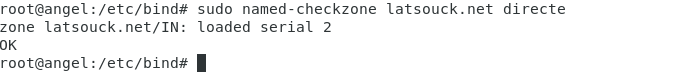 root@angel:/etc/bind# sudo named-checkzone latsouck.net directe
zone latsouck.net/IN: loaded serial 2
OK
root@angel:/etc/bind#